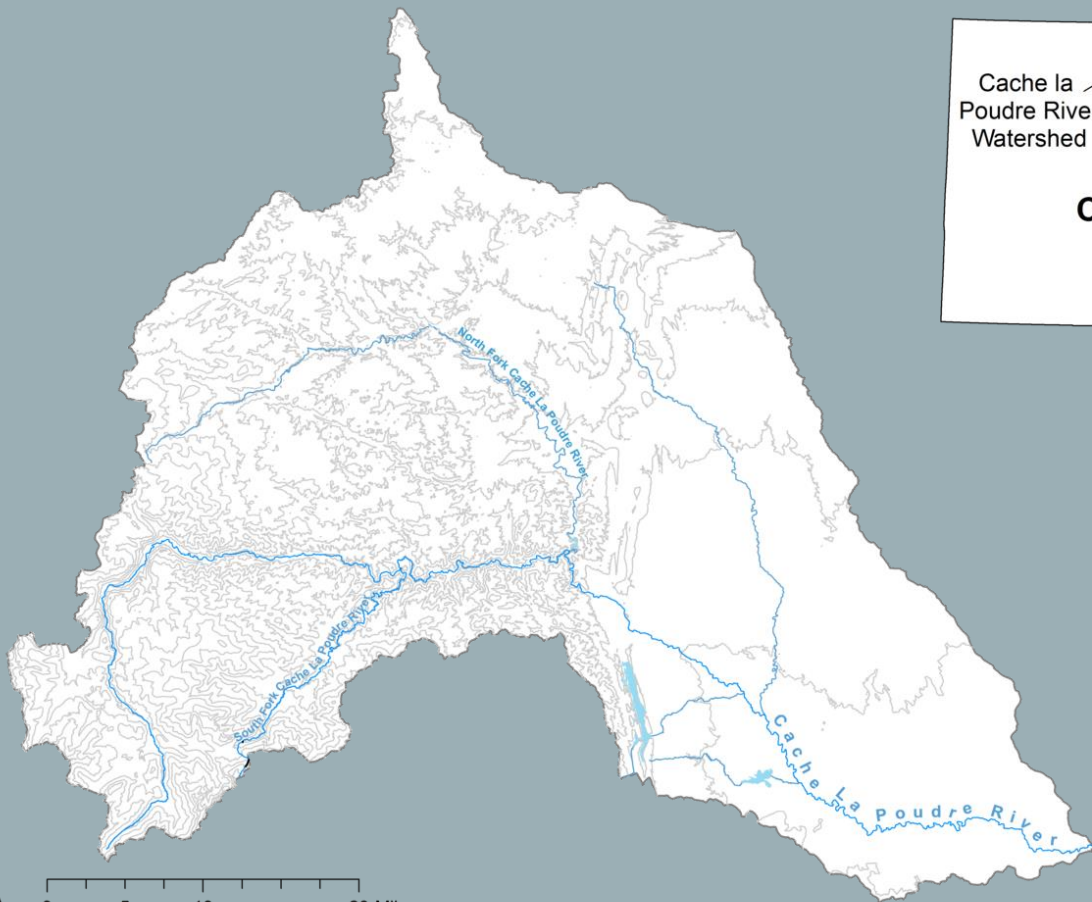 Cache la
Poudre Rive
Watershed
C
North Fork Cache La Poudre River
South Fork Cache La Poudre River
Cache La Poudre River